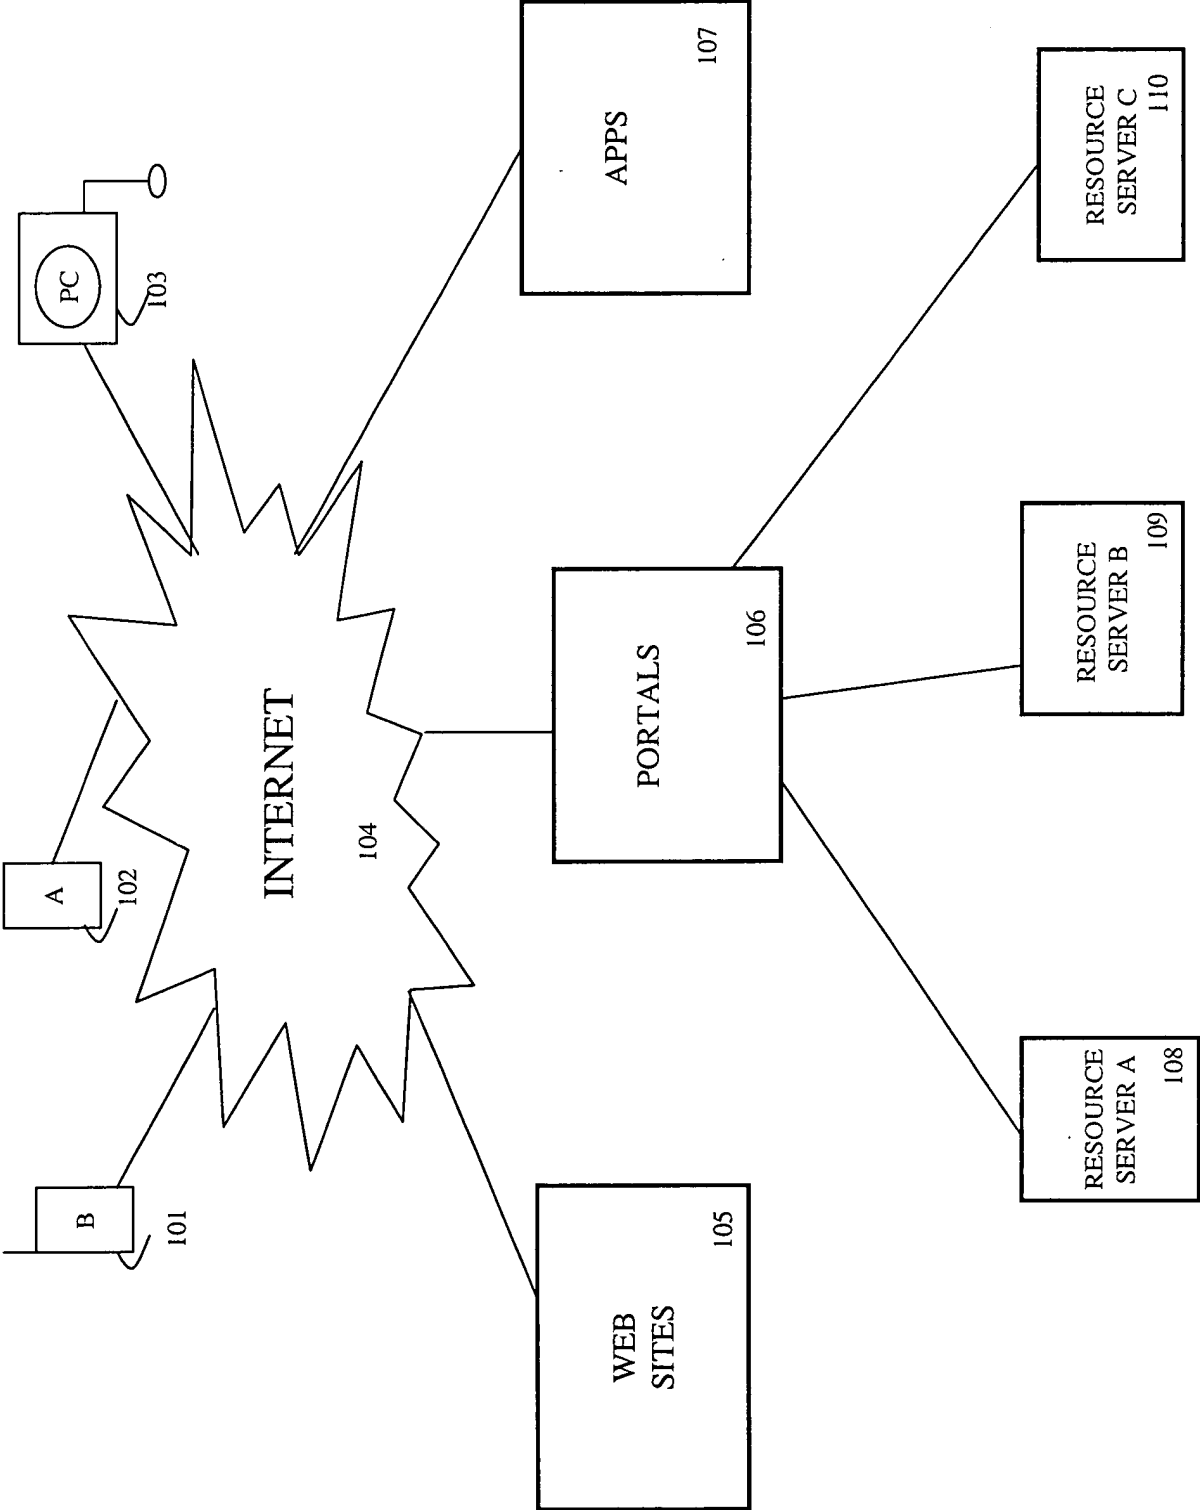 B
101
A
102
PC
103
INTERNET
104
WEB
SITES
105
PORTALS
106
APPS
107
RESOURCE
SERVER A
108
RESOURCE
SERVER B
109
RESOURCE
SERVER C
110